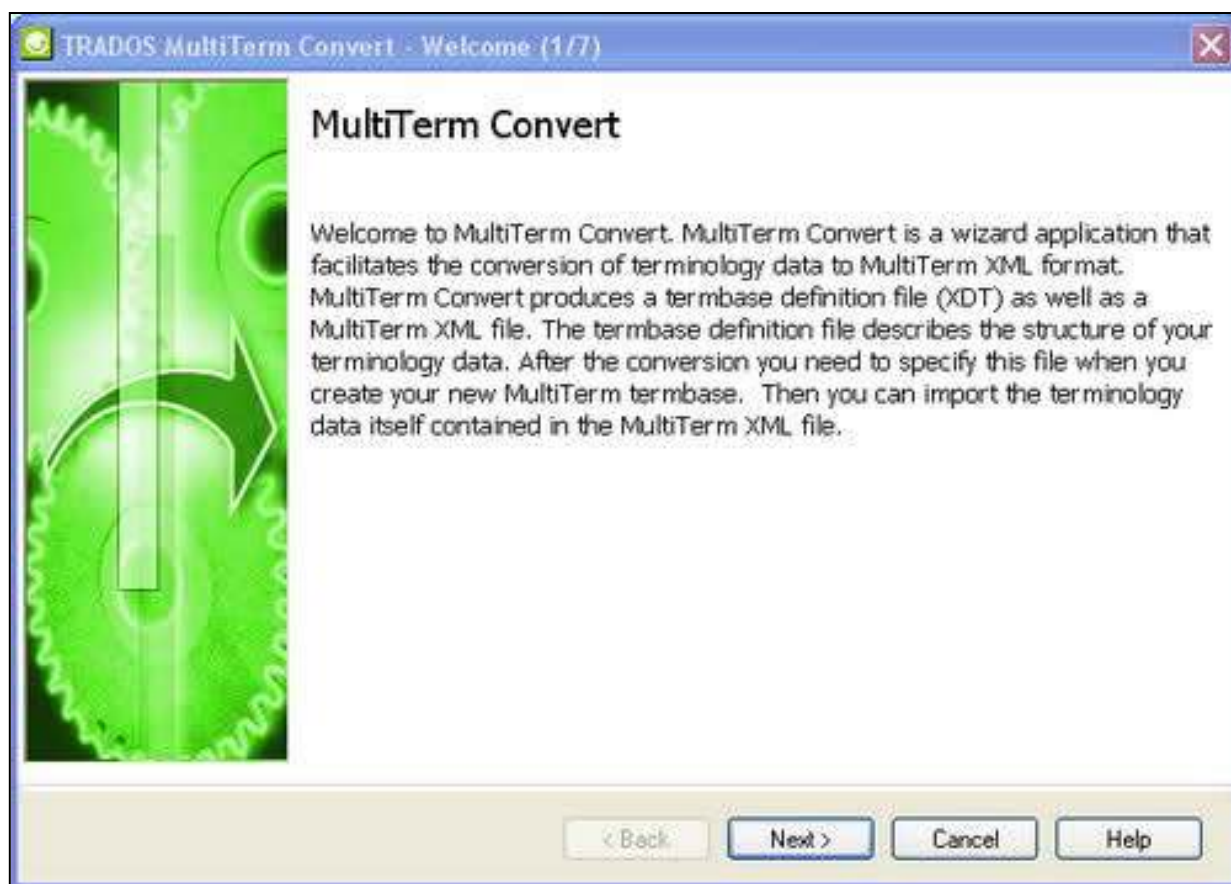 TRADOS MultiTerm Convert - Welcome (1/7)
MultiTerm Convert
Welcome to MultiTerm Convert. MultiTerm Convert is a wizard application that
facilitates the conversion of terminology data to MultiTerm XML format.
MultiTerm Convert produces a termbase definition file (XDT) as well as a
MultiTerm XML file. The termbase definition file describes the structure of your
terminology data. After the conversion you need to specify this file when you
create your new MultiTerm termbase.  Then you can import the terminology
data itself contained in the MultiTerm XML file.
< Back Next > Cancel Help